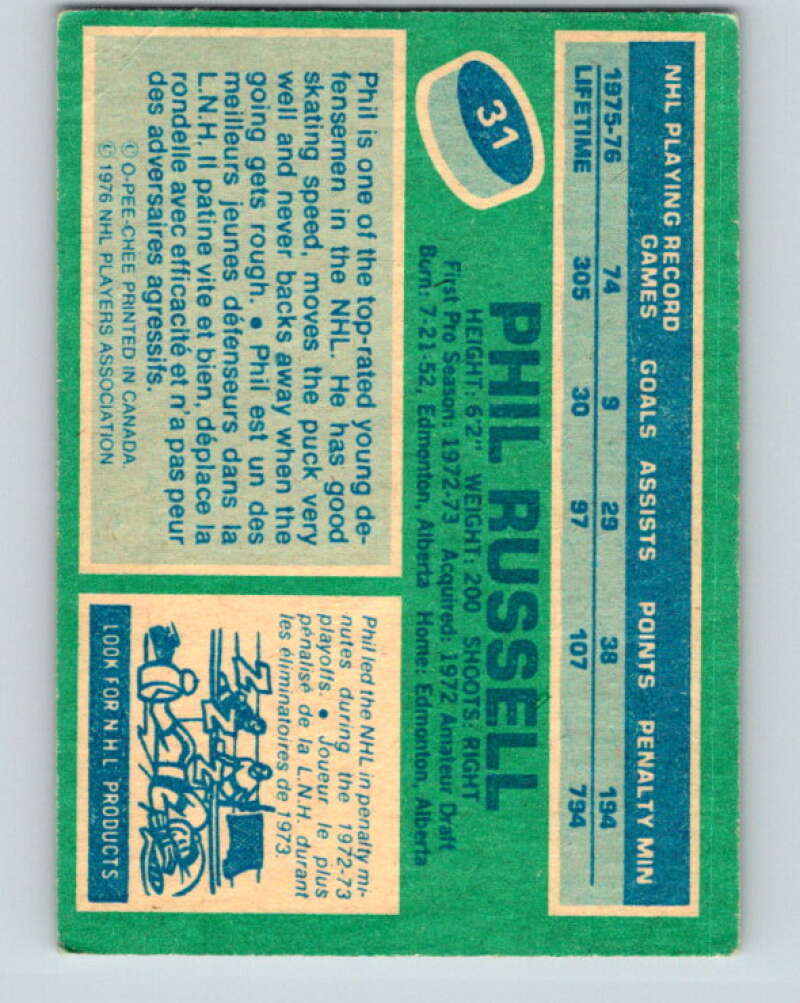 NHL PLAYING RECORD
GAMES GOALS ASSISTS POINTS PENALTY MIN
1975-76 74 9 29 38 194
LIFETIME 305 30 97 107 794
31
PHIL RUSSELL
HEIGHT: 6'2" WEIGHT: 200 SHOOTS: RIGHT
First Pro Season: 1972-73 Acquired: 1972 Amateur Draft
Born: 7-21-52, Edmonton, Alberta Home: Edmonton, Alberta
Phil is one of the top-rated young de-
fensemen in the NHL. He has good
skating speed, moves the puck very
well and never backs away when the
going gets rough. • Phil est un des
meilleurs jeunes défenseurs dans la
L.N.H. Il patine vite et bien, déplace la
rondelle avec efficacité et n'a pas peur
des adversaires agressifs.
© O-PEE-CHEE PRINTED IN CANADA.
© 1976 NHL PLAYERS ASSOCIATION
Phil led the NHL in penalty mi-
nutes during the 1972-73
playoffs. • Joueur le plus
pénalisé de la L.N.H. durant
les éliminatoires de 1973.
Z
Z
Z
LOOK FOR NHL PRODUCTS